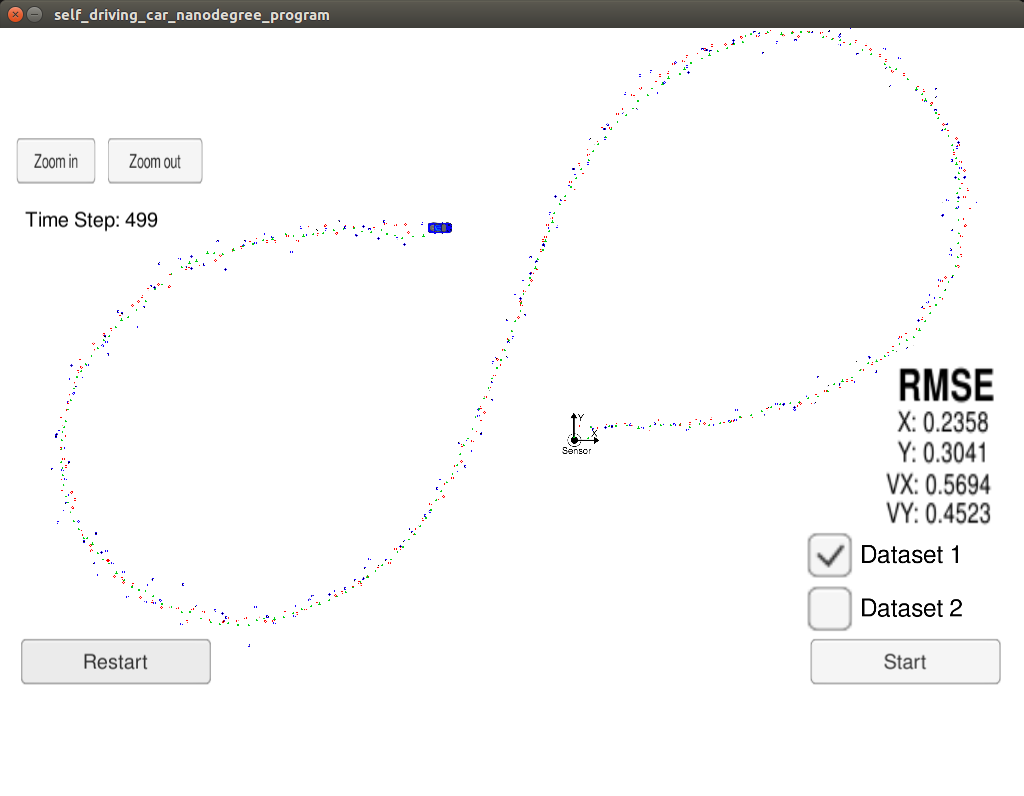 self_driving_car_nanodegree_program
Zoom in
Zoom out
Time Step: 499
Y
X
Sensor
RMSE
X: 0.2358
Y: 0.3041
VX: 0.5694
VY: 0.4523
Dataset 1
Dataset 2
Restart
Start